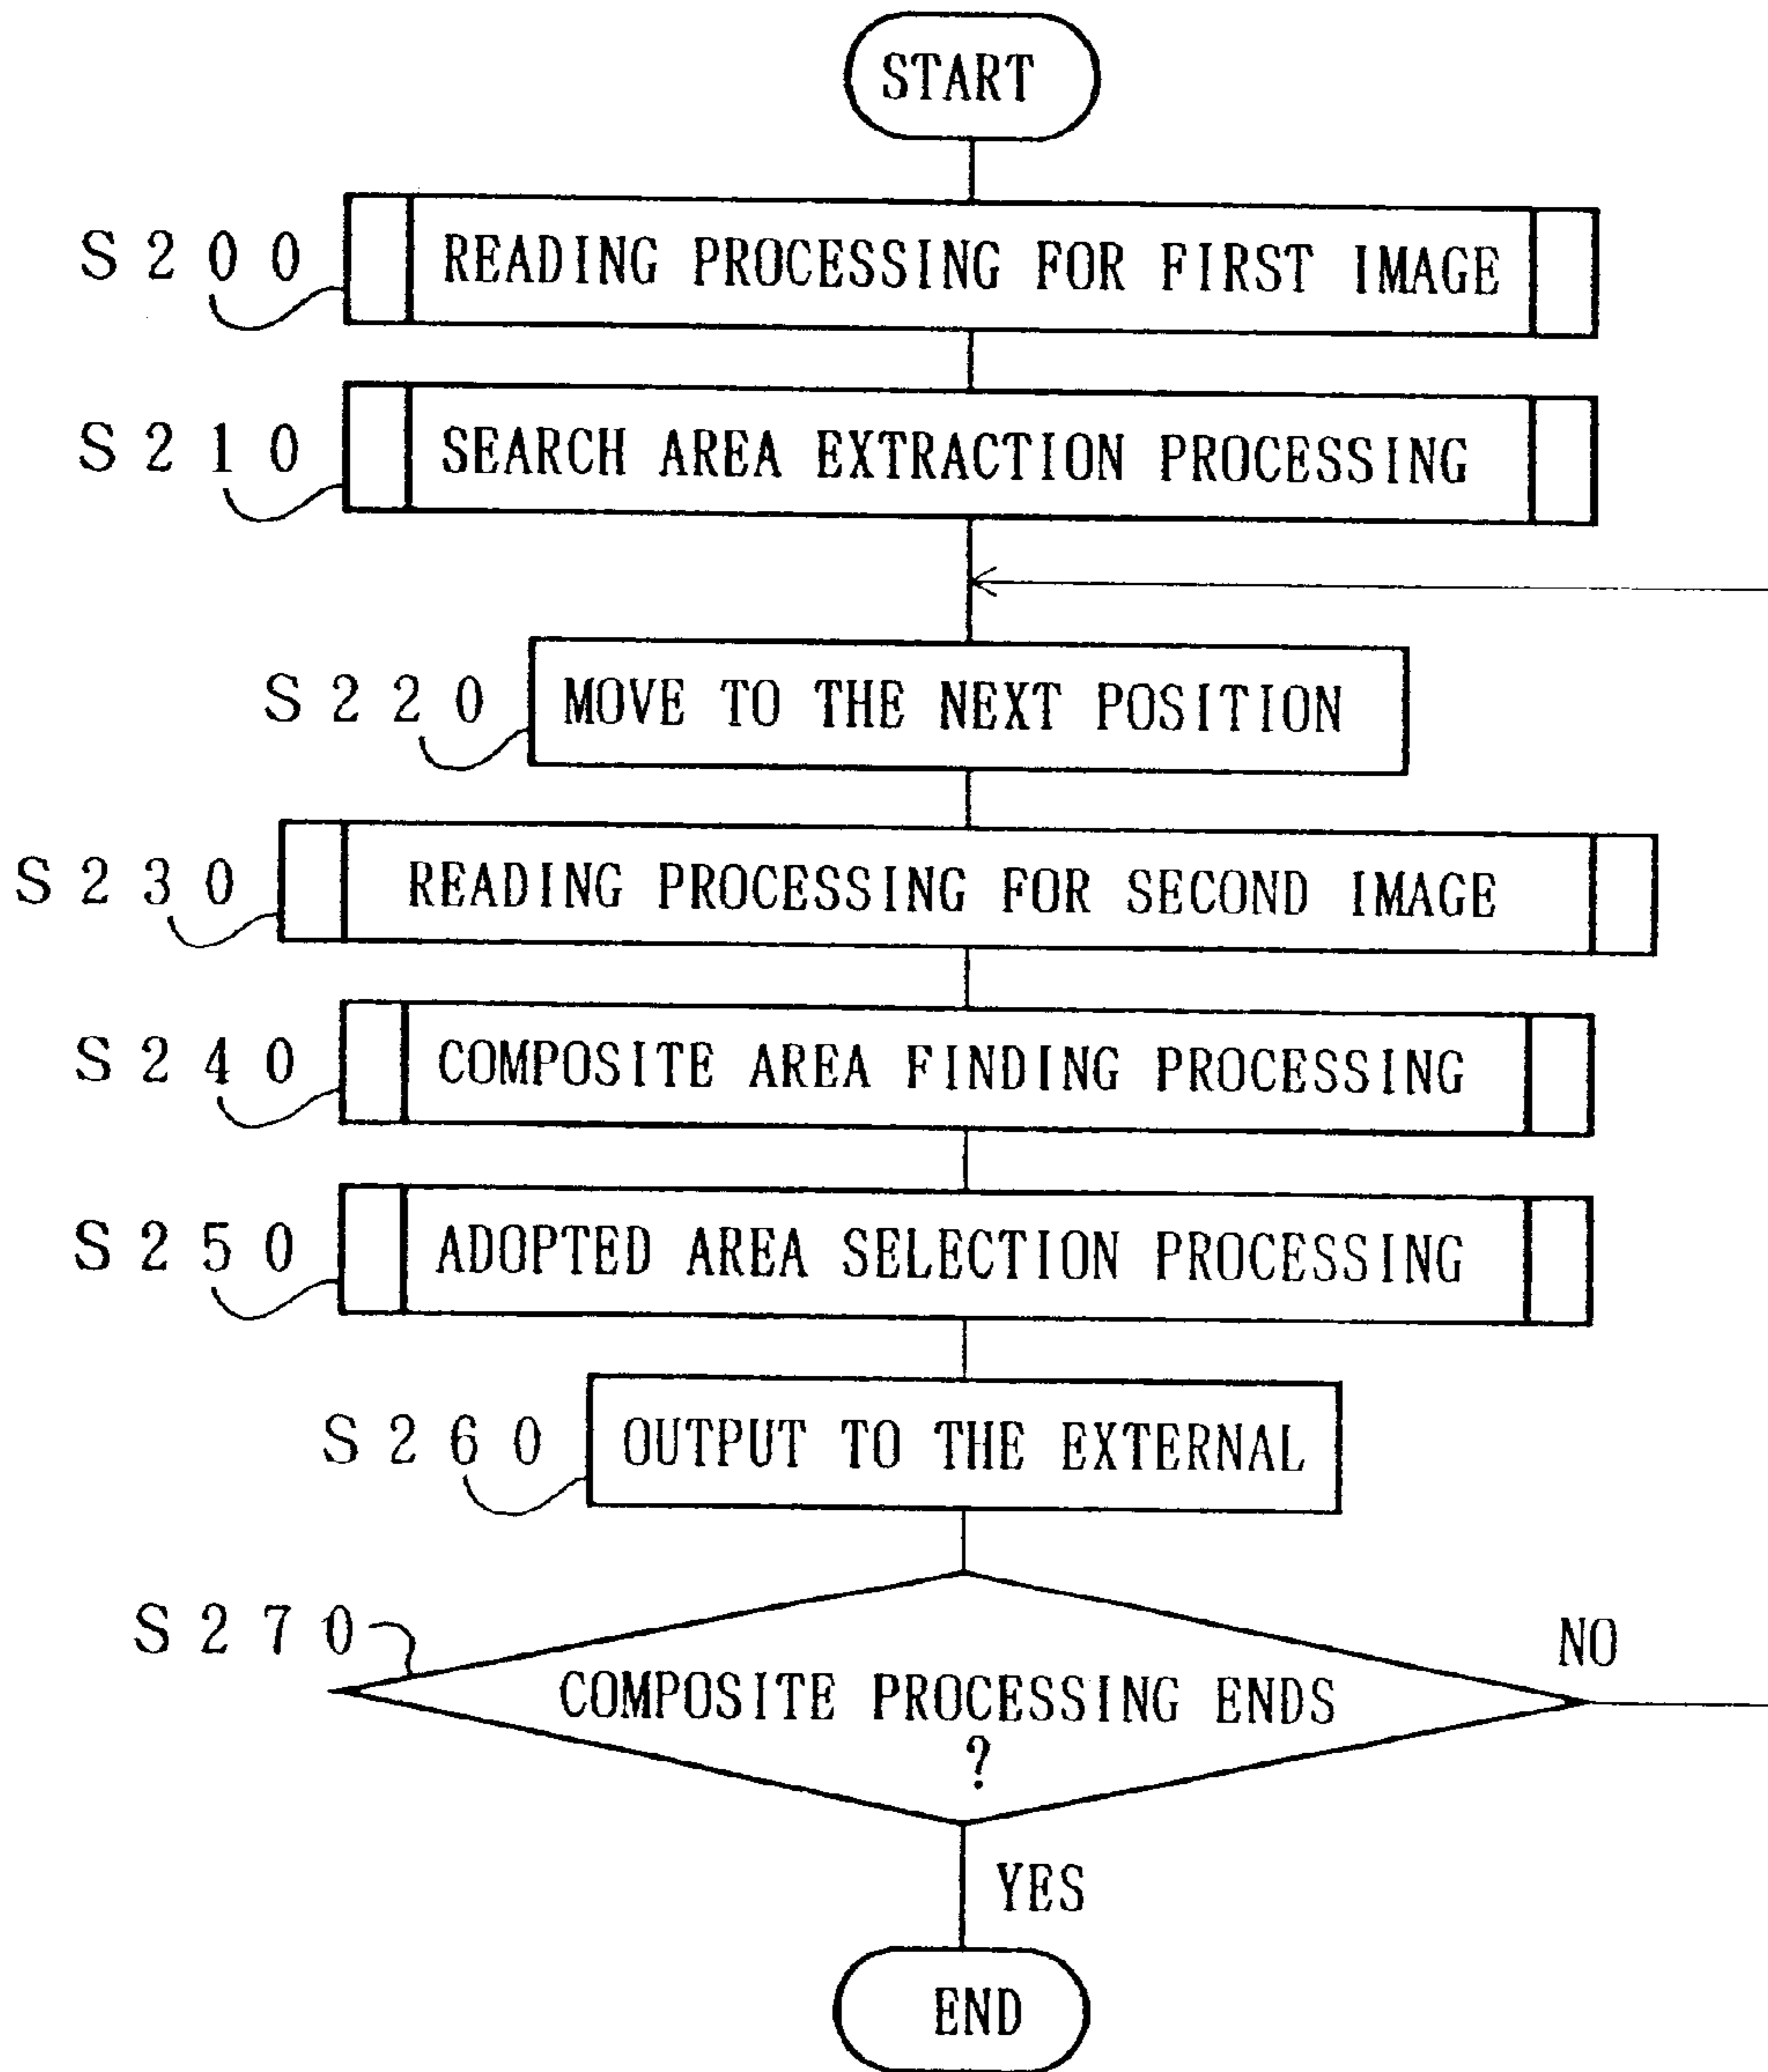 START
S200 READING PROCESSING FOR FIRST IMAGE
S210 SEARCH AREA EXTRACTION PROCESSING
S220 MOVE TO THE NEXT POSITION
S230 READING PROCESSING FOR SECOND IMAGE
S240 COMPOSITE AREA FINDING PROCESSING
S250 ADOPTED AREA SELECTION PROCESSING
S260 OUTPUT TO THE EXTERNAL
S270
NO
COMPOSITE PROCESSING ENDS
?
YES
END